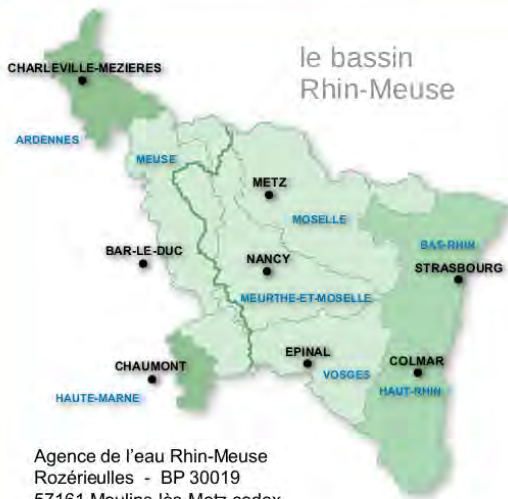 le bassin
Rhin-Meuse
CHARLEVILLE-MEZIERES
ARDENNES
MEUSE
METZ
MOSELLE
BAS-RHIN
BAR-LE-DUC
NANCY
STRASBOURG
MEURTHE-ET-MOSELLE
EPINAL
CHAUMONT
VOSGES
COLMAR
HAUTE-MARNE
HAUT-RHIN
Agence de l'eau Rhin-Meuse
Rozérieulles - BP 30019
57161 Moulins-lès-Metz cedex